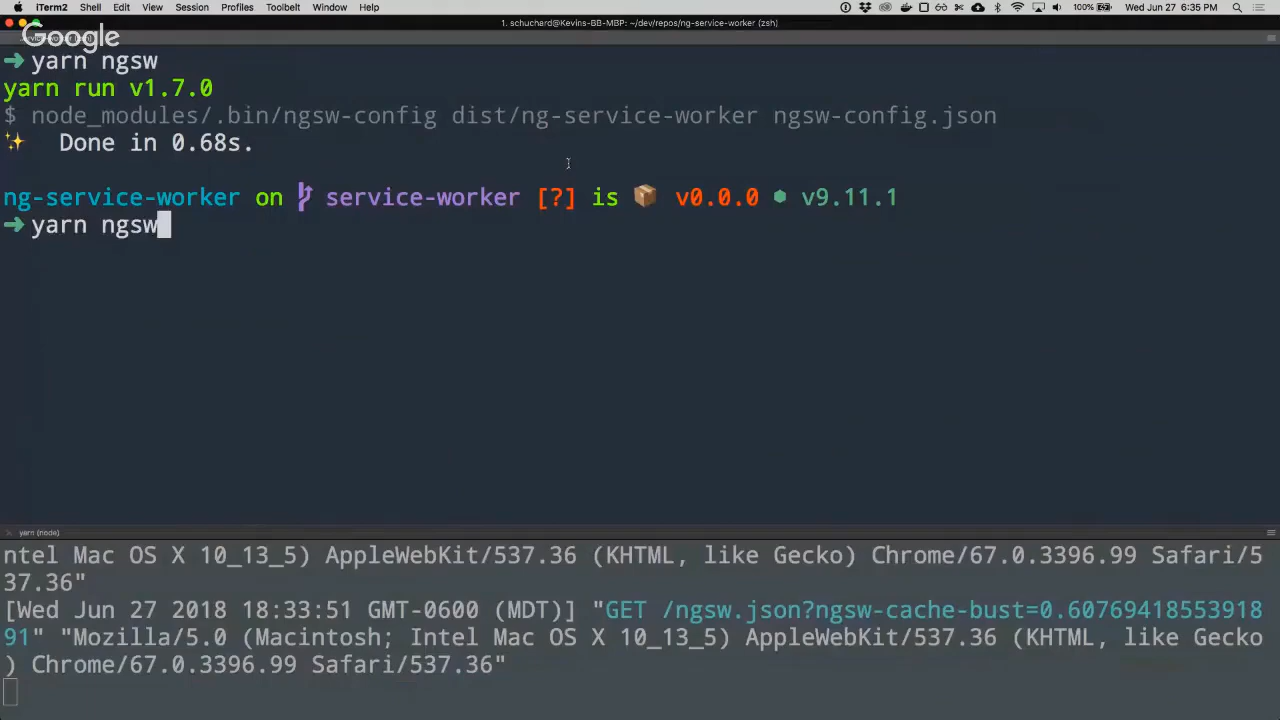 iTerm2 Shell Edit View Session Profiles Toolbelt Window Help 100% Wed Jun 27 6:35 PM
1. schuchard@Kevins-BB-MBP: ~/dev/repos/ng-service-worker (zsh)
Google
➜ yarn ngsw
yarn run v1.7.0
$ node_modules/.bin/ngsw-config dist/ng-service-worker ngsw-config.json
✨ Done in 0.68s.
ng-service-worker on service-worker [?] is 📦 v0.0.0 ⬢ v9.11.1
➜ yarn ngsw
yarn (node)
ntel Mac OS X 10_13_5) AppleWebKit/537.36 (KHTML, like Gecko) Chrome/67.0.3396.99 Safari/5
37.36"
[Wed Jun 27 2018 18:33:51 GMT-0600 (MDT)] "GET /ngsw.json?ngsw-cache-bust=0.60769418553918
91" "Mozilla/5.0 (Macintosh; Intel Mac OS X 10_13_5) AppleWebKit/537.36 (KHTML, like Gecko
) Chrome/67.0.3396.99 Safari/537.36"